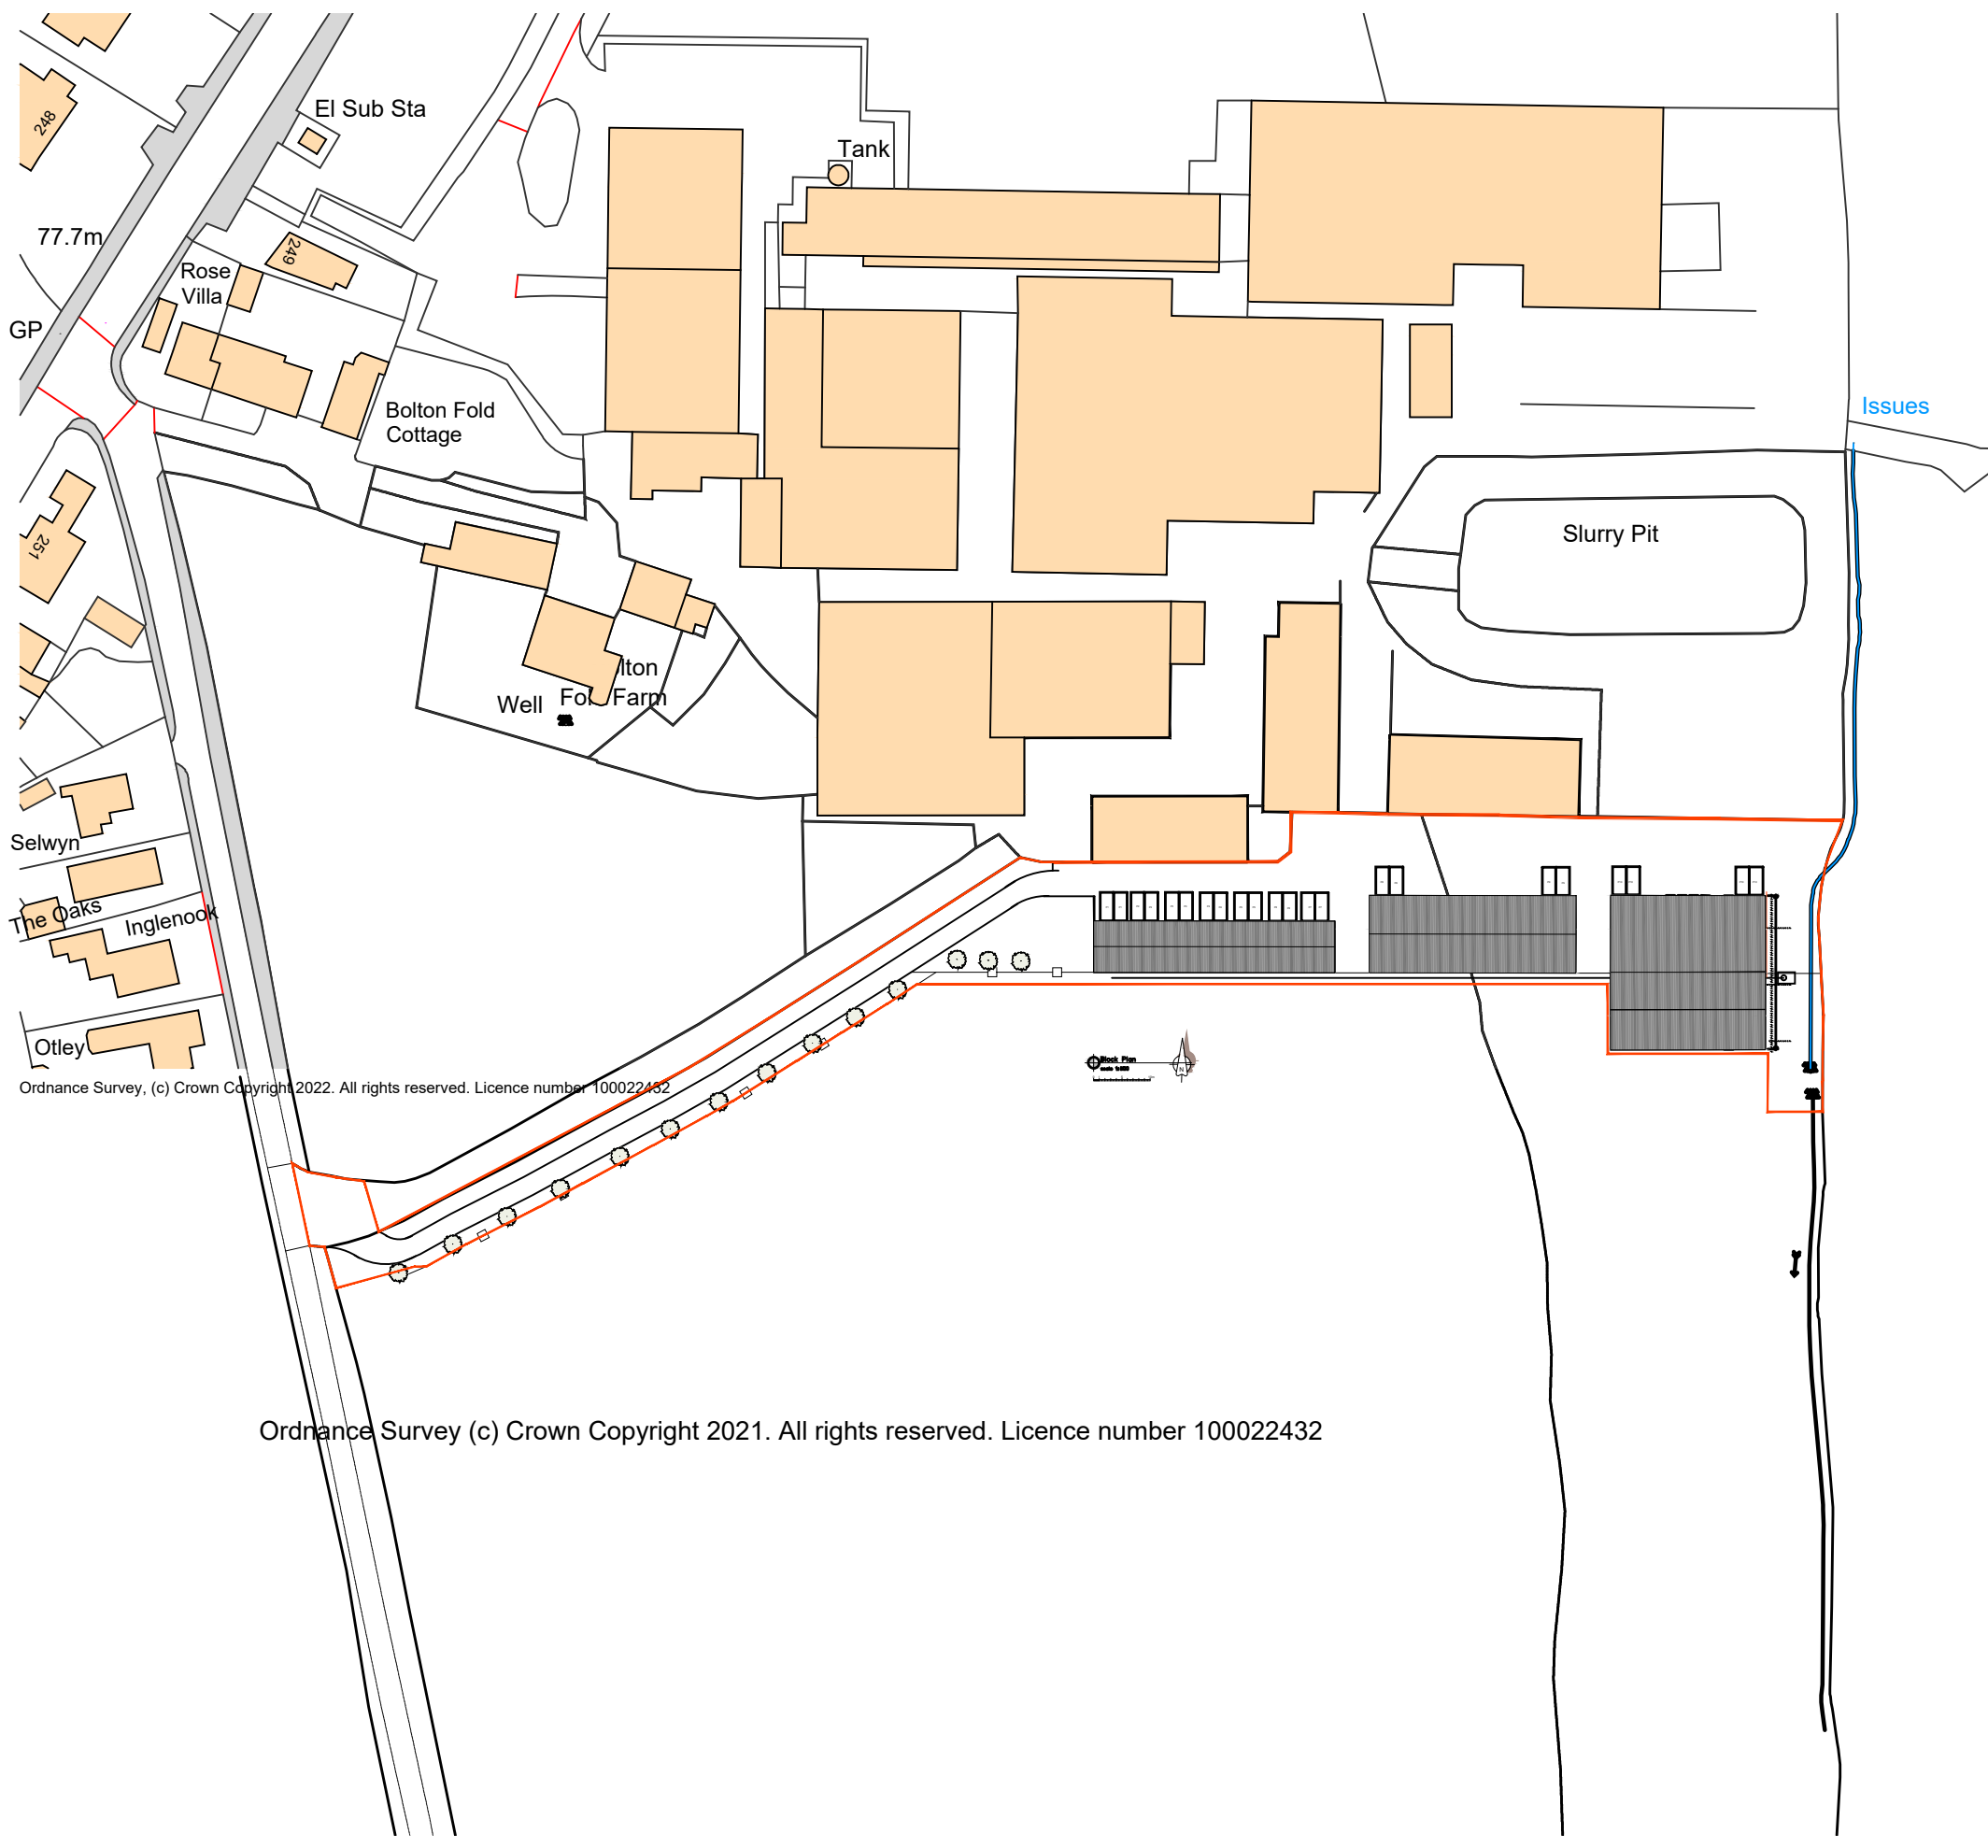 El Sub Sta
248
Tank
77.7m
249
Rose
Villa
GP
Issues
Bolton Fold
Cottage
Slurry Pit
251
lton
Well
Fo Farm
Selwyn
The Oaks
Inglenook
Otley
Block Plan
N
Ordnance Survey, (c) Crown Copyright 2022. All rights reserved. Licence number 100022432
Ordnance Survey (c) Crown Copyright 2021. All rights reserved. Licence number 100022432